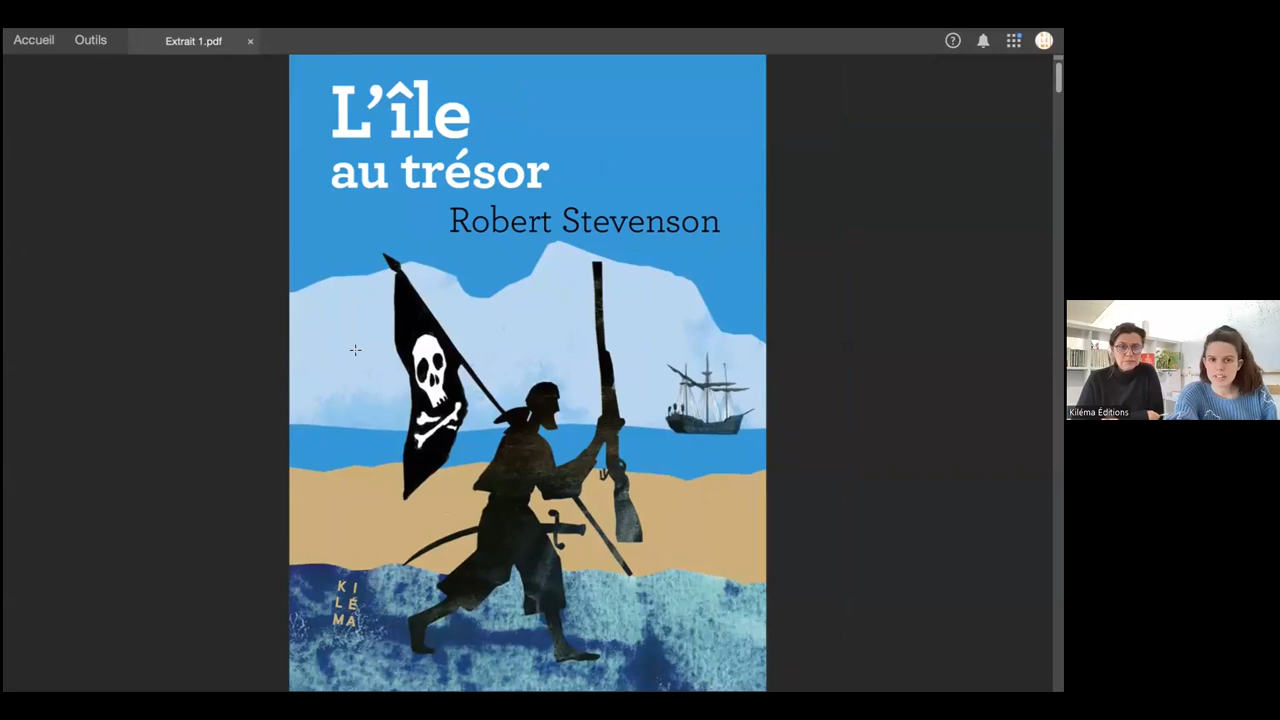 Accueil Outils Extrait 1.pdf ×
L'île
au trésor
Robert Stevenson
KI
LÉ
MA
Kiléma Éditions